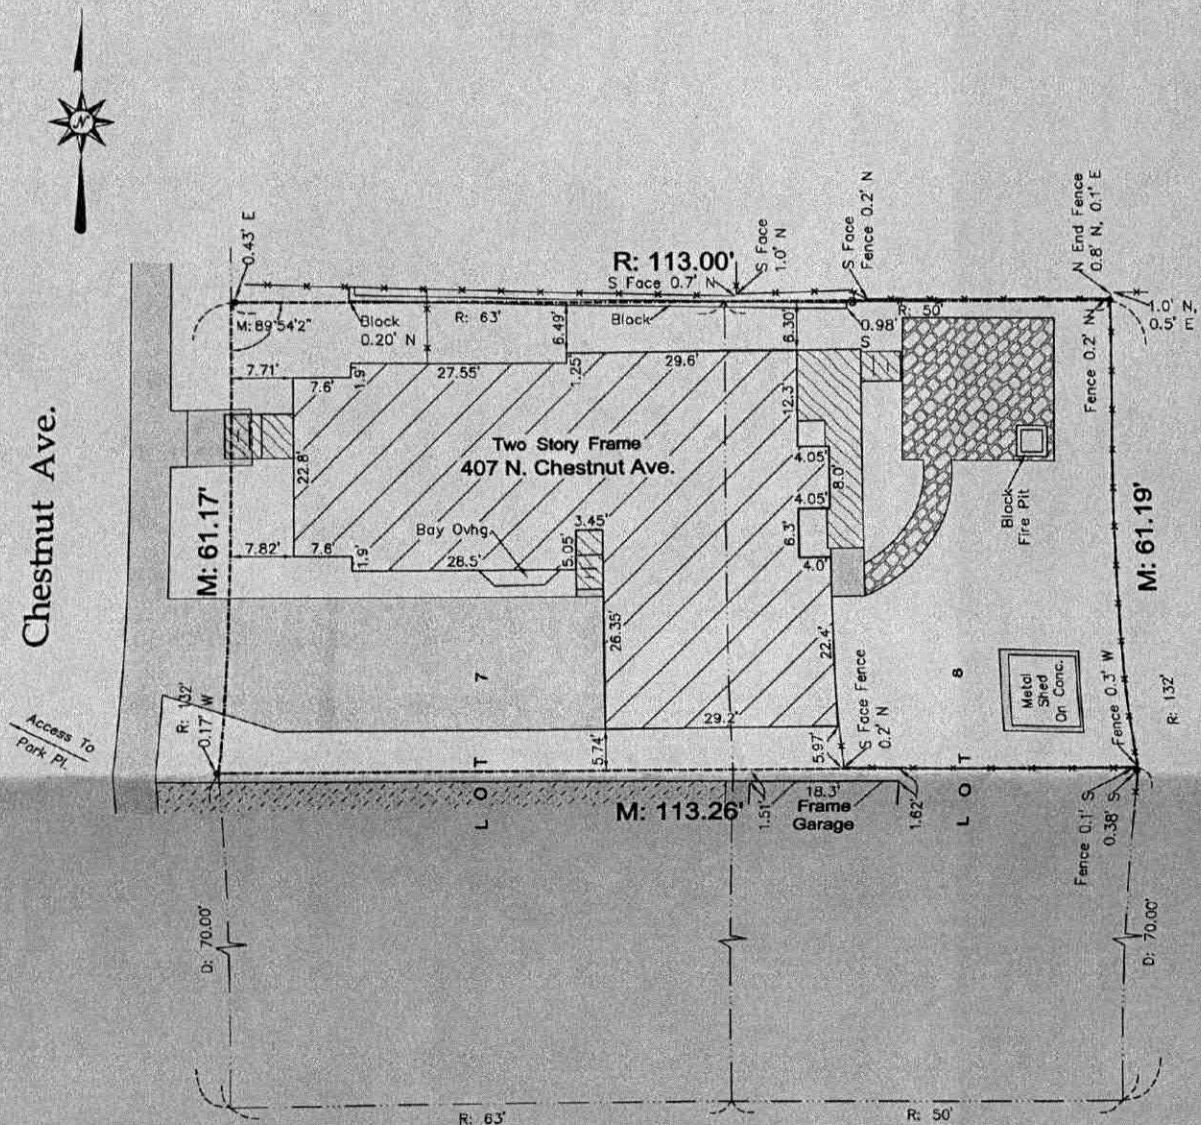 N
Chestnut Ave.
0.43' E
R: 113.00'
S Face 0.7' N
S Face
1.0' N
S Face
Fence 0.2' N
N End Fence
0.8' N, 0.1' E
1.0' N,
0.5' E
M: 89°54'2"
Block
0.20' N
R: 63'
6.49'
Block
6.30'
0.98'
S
R: 50'
Fence 0.2' N
7.71'
7.6'
1.9'
27.55'
1.25'
29.6'
12.3'
22.8'
Two Story Frame
407 N. Chestnut Ave.
4.05'
8.0'
4.05'
6.3'
4.0'
Block
Fire Pit
M: 61.17'
M: 61.19'
Bay Ovhg.
3.45'
5.05'
7.82'
7.6'
1.9'
28.5'
26.35'
22.4'
29.2'
5.74'
5.97'
S Face Fence
0.2' N
Metal
Shed
On Conc.
Fence 0.3' W
R: 132'
R: 132'
0.17' W
Access To
Park Pl.
LOT 7
LOT 8
M: 113.26'
1.51'
18.3'
Frame
Garage
1.62'
Fence 0.1' S
0.38' S
D: 70.00'
D: 70.00'
R: 63'
R: 50'